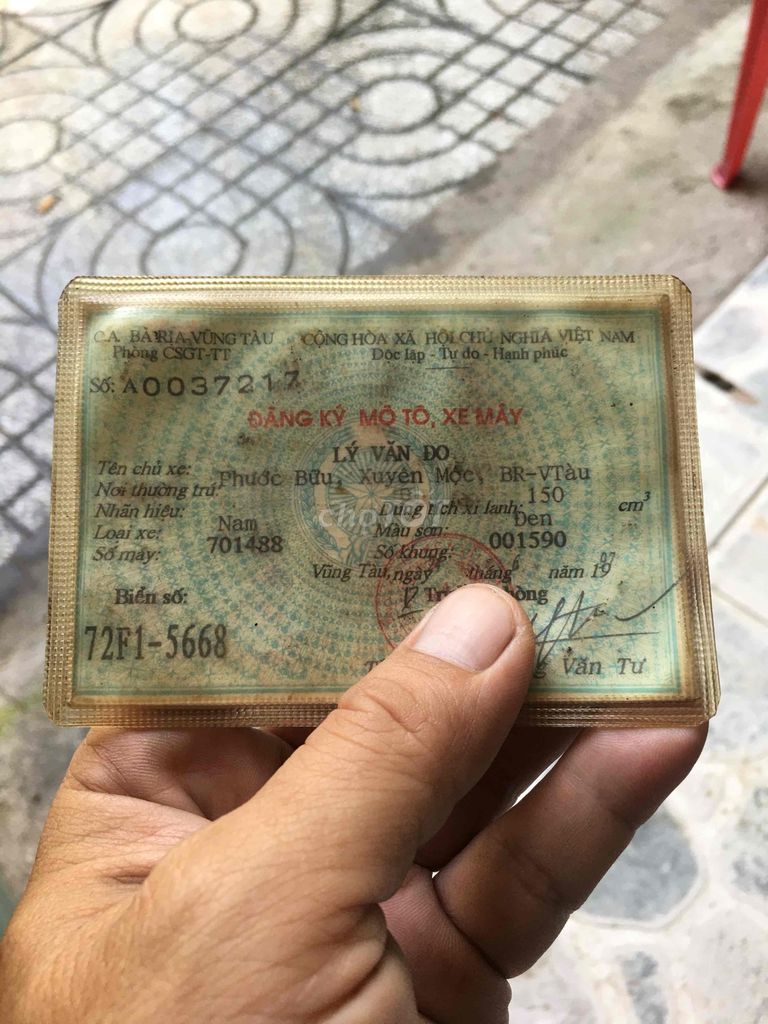 C.A. BÀ RỊA-VŨNG TÀU CỘNG HÒA XÃ HỘI CHỦ NGHĨA VIỆT NAM
Phòng CSGT-TT Độc lập - Tự do - Hạnh phúc
Số: A0037217
ĐĂNG KÝ MÔ TÔ, XE MÁY
Tên chủ xe: LÝ VĂN ĐO
Nơi thường trú: Phước Bửu, Xuyên Mộc, BR-VTàu
Nhãn hiệu: Dung tích xi lanh: 150 cm³
Loại xe: Nam Màu sơn: Đen
Số máy: 701488 Số khung: 001590
Vũng Tàu, ngày tháng 6 năm 1997
Biển số: phòng
72F1-5668
Văn Tư